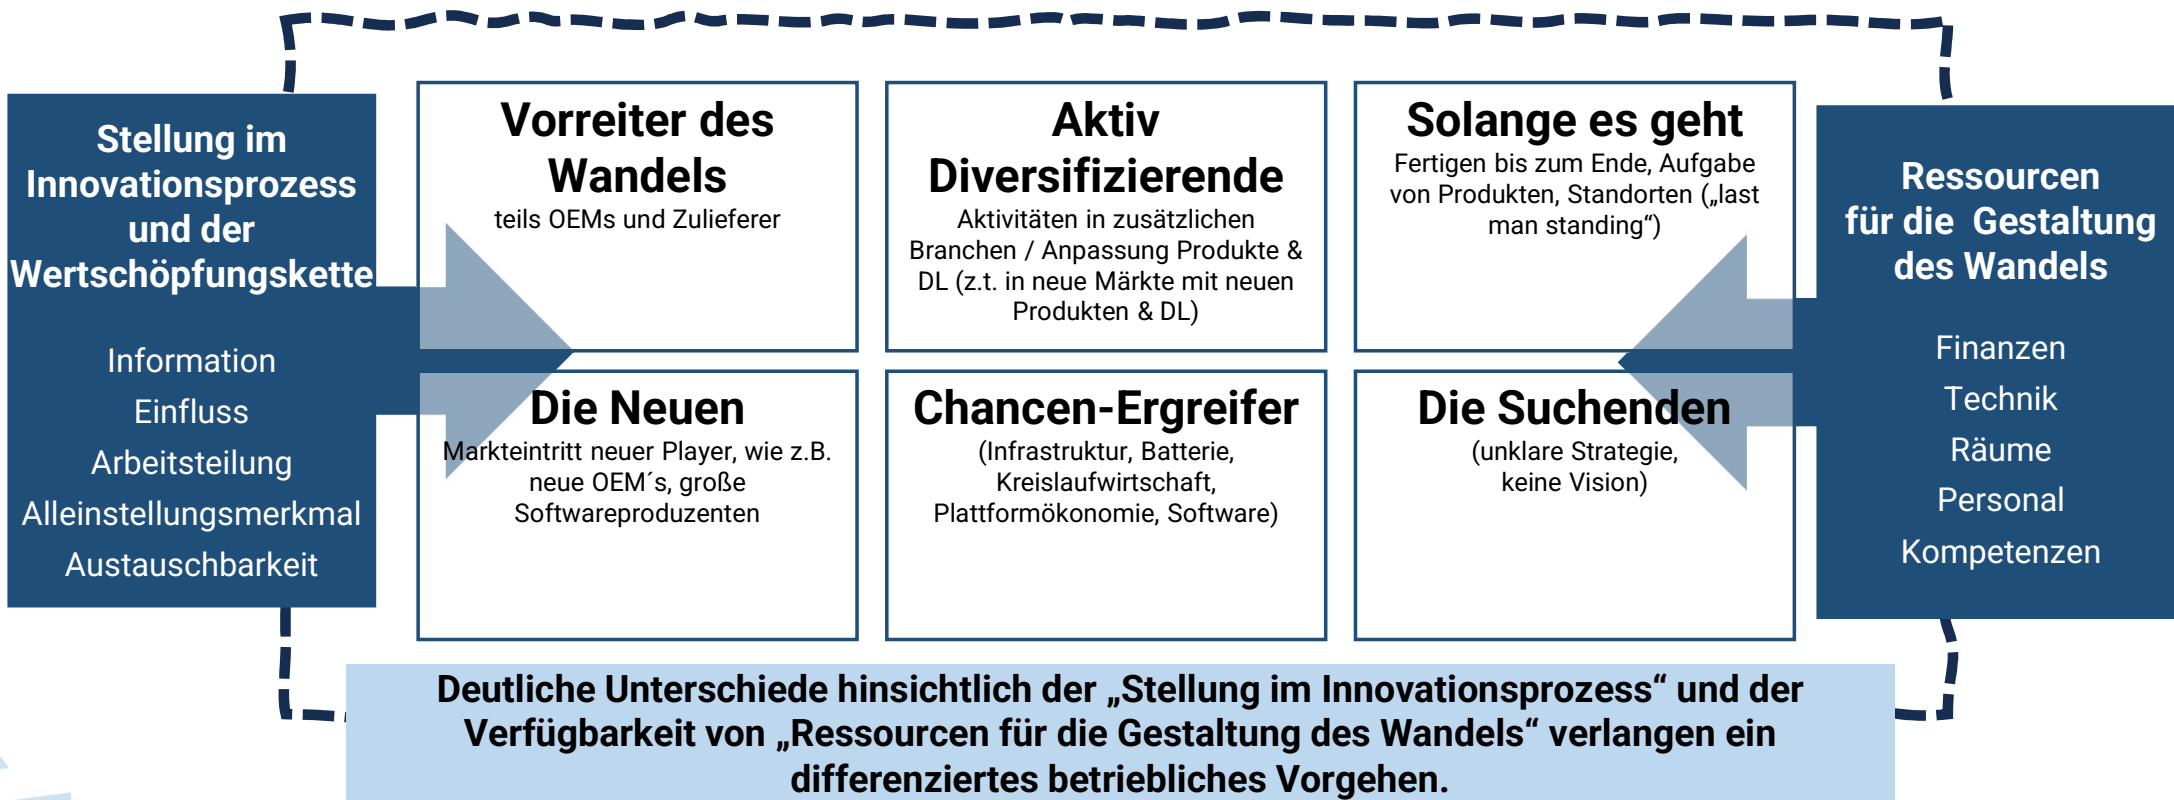 Stellung im
Innovationsprozess
und der
Wertschöpfungskette
Information
Einfluss
Arbeitsteilung
Alleinstellungsmerkmal
Austauschbarkeit
Vorreiter des
Wandels
teils OEMs und Zulieferer
Aktiv
Diversifizierende
Aktivitäten in zusätzlichen
Branchen / Anpassung Produkte &
DL (z.t. in neue Märkte mit neuen
Produkten & DL)
Solange es geht
Fertigen bis zum Ende, Aufgabe
von Produkten, Standorten („last
man standing“)
Die Neuen
Markteintritt neuer Player, wie z.B.
neue OEM´s, große
Softwareproduzenten
Chancen-Ergreifer
(Infrastruktur, Batterie,
Kreislaufwirtschaft,
Plattformökonomie, Software)
Die Suchenden
(unklare Strategie,
keine Vision)
Ressourcen
für die Gestaltung
des Wandels
Finanzen
Technik
Räume
Personal
Kompetenzen
Deutliche Unterschiede hinsichtlich der „Stellung im Innovationsprozess“ und der
Verfügbarkeit von „Ressourcen für die Gestaltung des Wandels“ verlangen ein
differenziertes betriebliches Vorgehen.